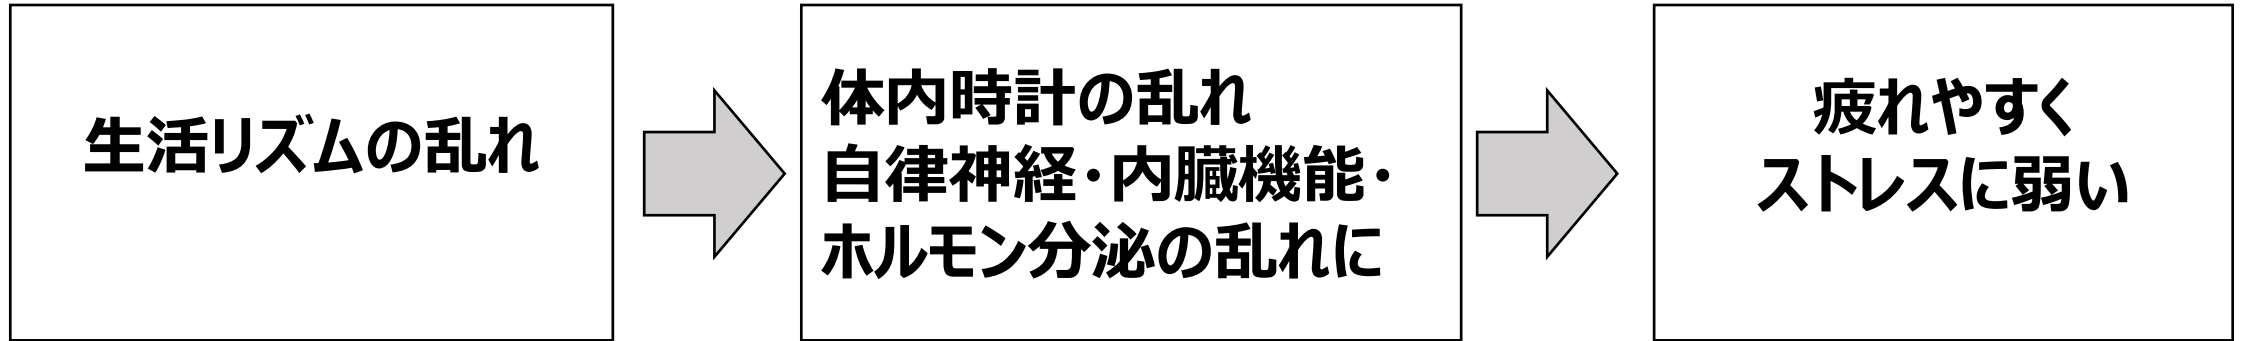 生活リズムの乱れ
体内時計の乱れ
自律神経・内臓機能・
ホルモン分泌の乱れに
疲れやすく
ストレスに弱い